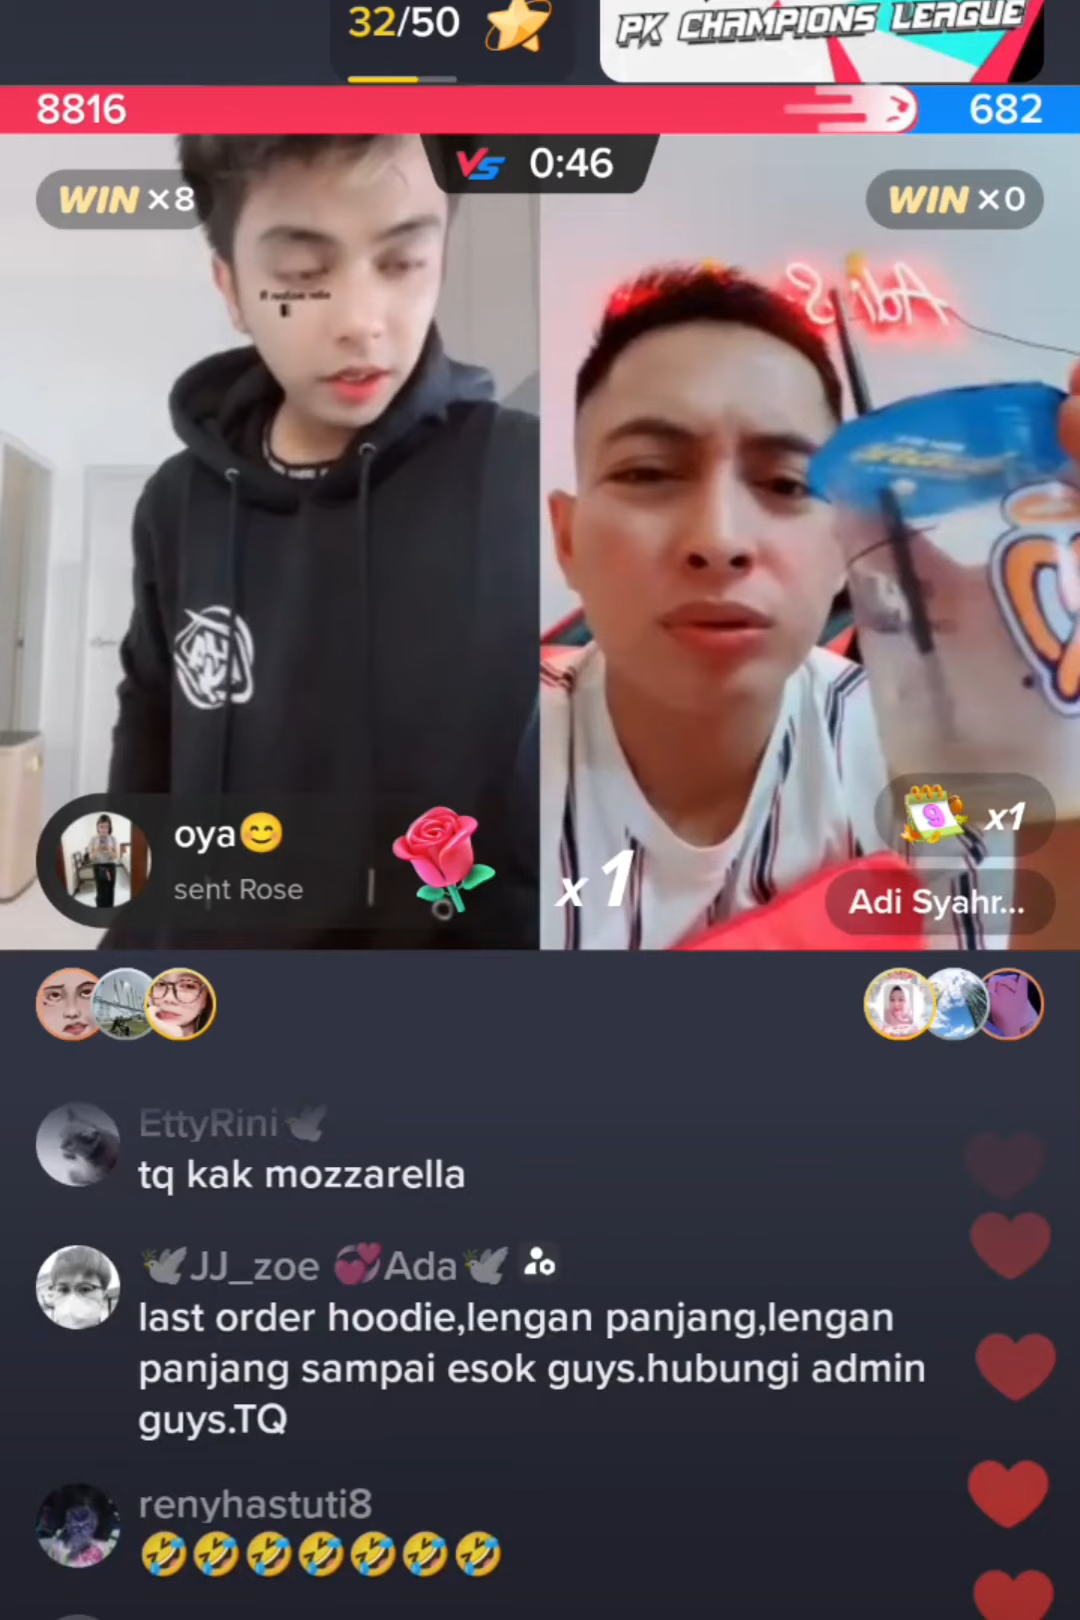 32/50
PK CHAMPIONS LEAGUE
8816
682
VS 0:46
WIN ×8
WIN ×0
oya😊
sent Rose
x 1
9 x1
Adi Syahr...
EttyRini🕊️
tq kak mozzarella
🕊️JJ_zoe 💞Ada🕊️
last order hoodie,lengan panjang,lengan
panjang sampai esok guys.hubungi admin
guys.TQ
renyhastuti8
🤣🤣🤣🤣🤣🤣🤣